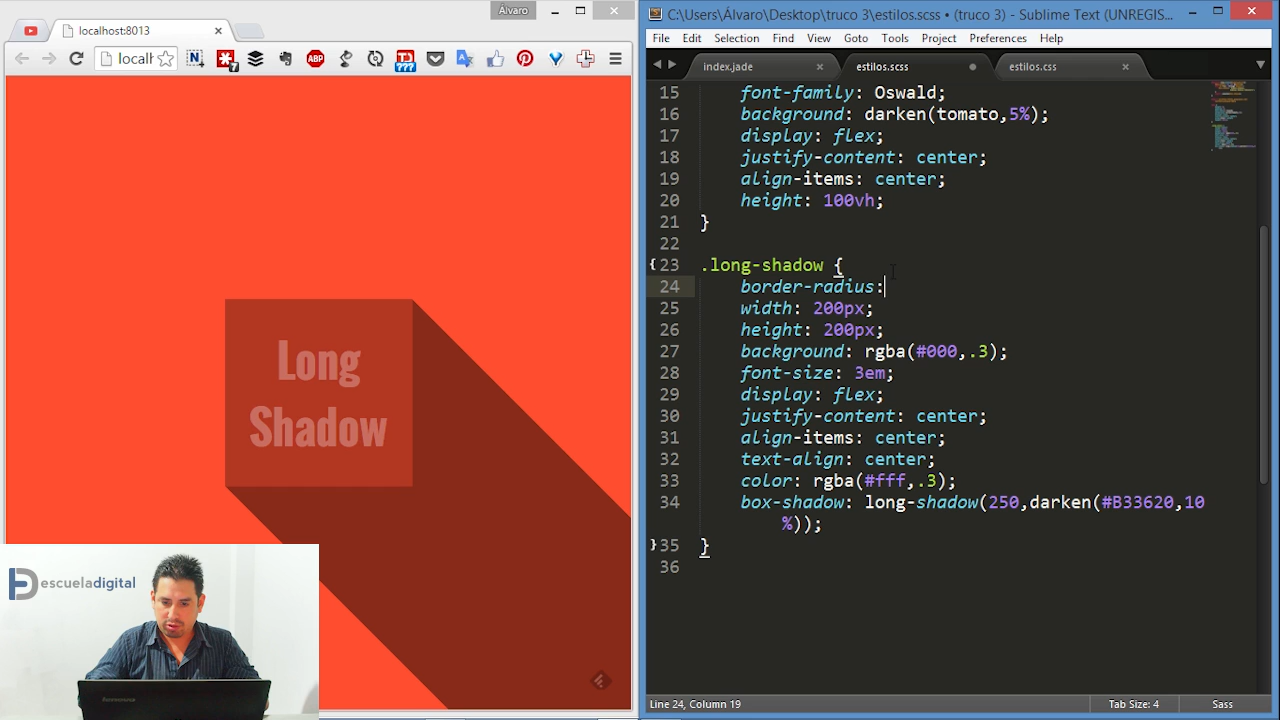 Álvaro
localhost:8013
locall
7
ABP
777
Long
Shadow
escueladigital
C:\Users\Álvaro\Desktop\truco 3\estilos.scss • (truco 3) - Sublime Text (UNREGIS...
File Edit Selection Find View Goto Tools Project Preferences Help
index.jade estilos.scss estilos.css
15 font-family: Oswald;
16 background: darken(tomato,5%);
17 display: flex;
18 justify-content: center;
19 align-items: center;
20 height: 100vh;
21 }
22
23 .long-shadow {
24 border-radius:
25 width: 200px;
26 height: 200px;
27 background: rgba(#000,.3);
28 font-size: 3em;
29 display: flex;
30 justify-content: center;
31 align-items: center;
32 text-align: center;
33 color: rgba(#fff,.3);
34 box-shadow: long-shadow(250,darken(#B33620,10
%));
35 }
36
Line 24, Column 19 Tab Size: 4 Sass